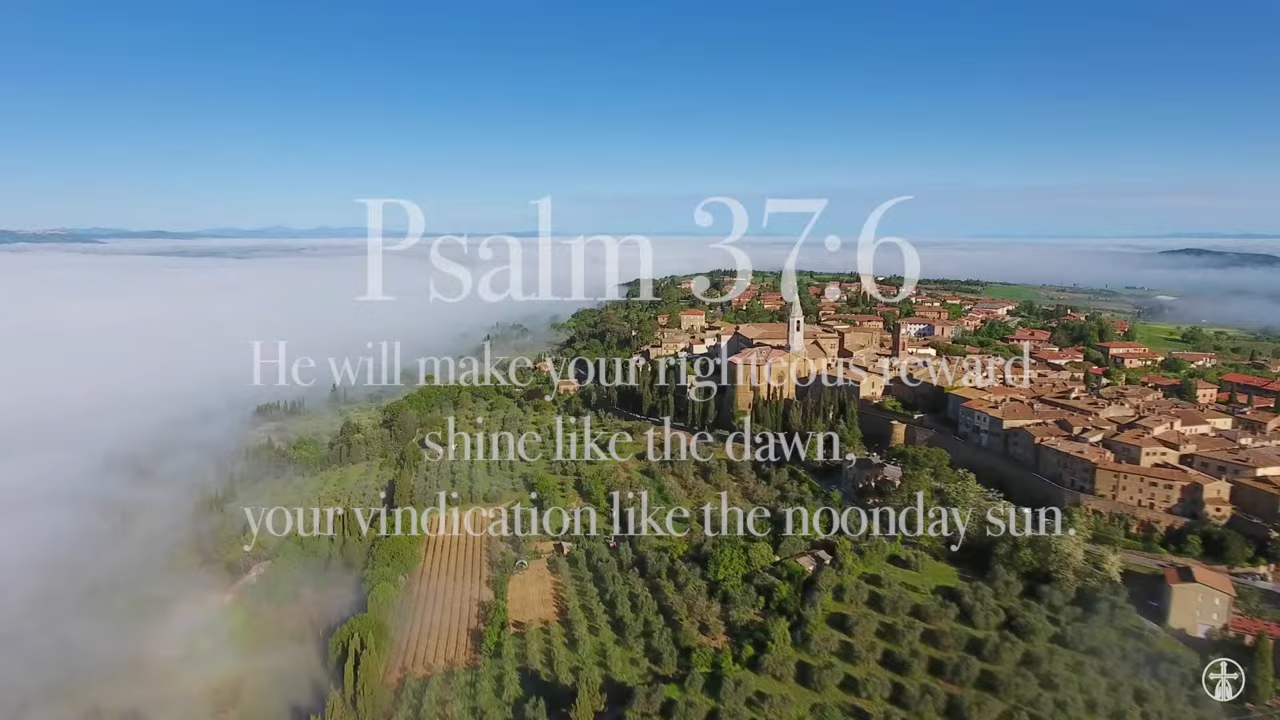 Psalm 37:6
He will make your righteous reward
shine like the dawn,
your vindication like the noonday sun.